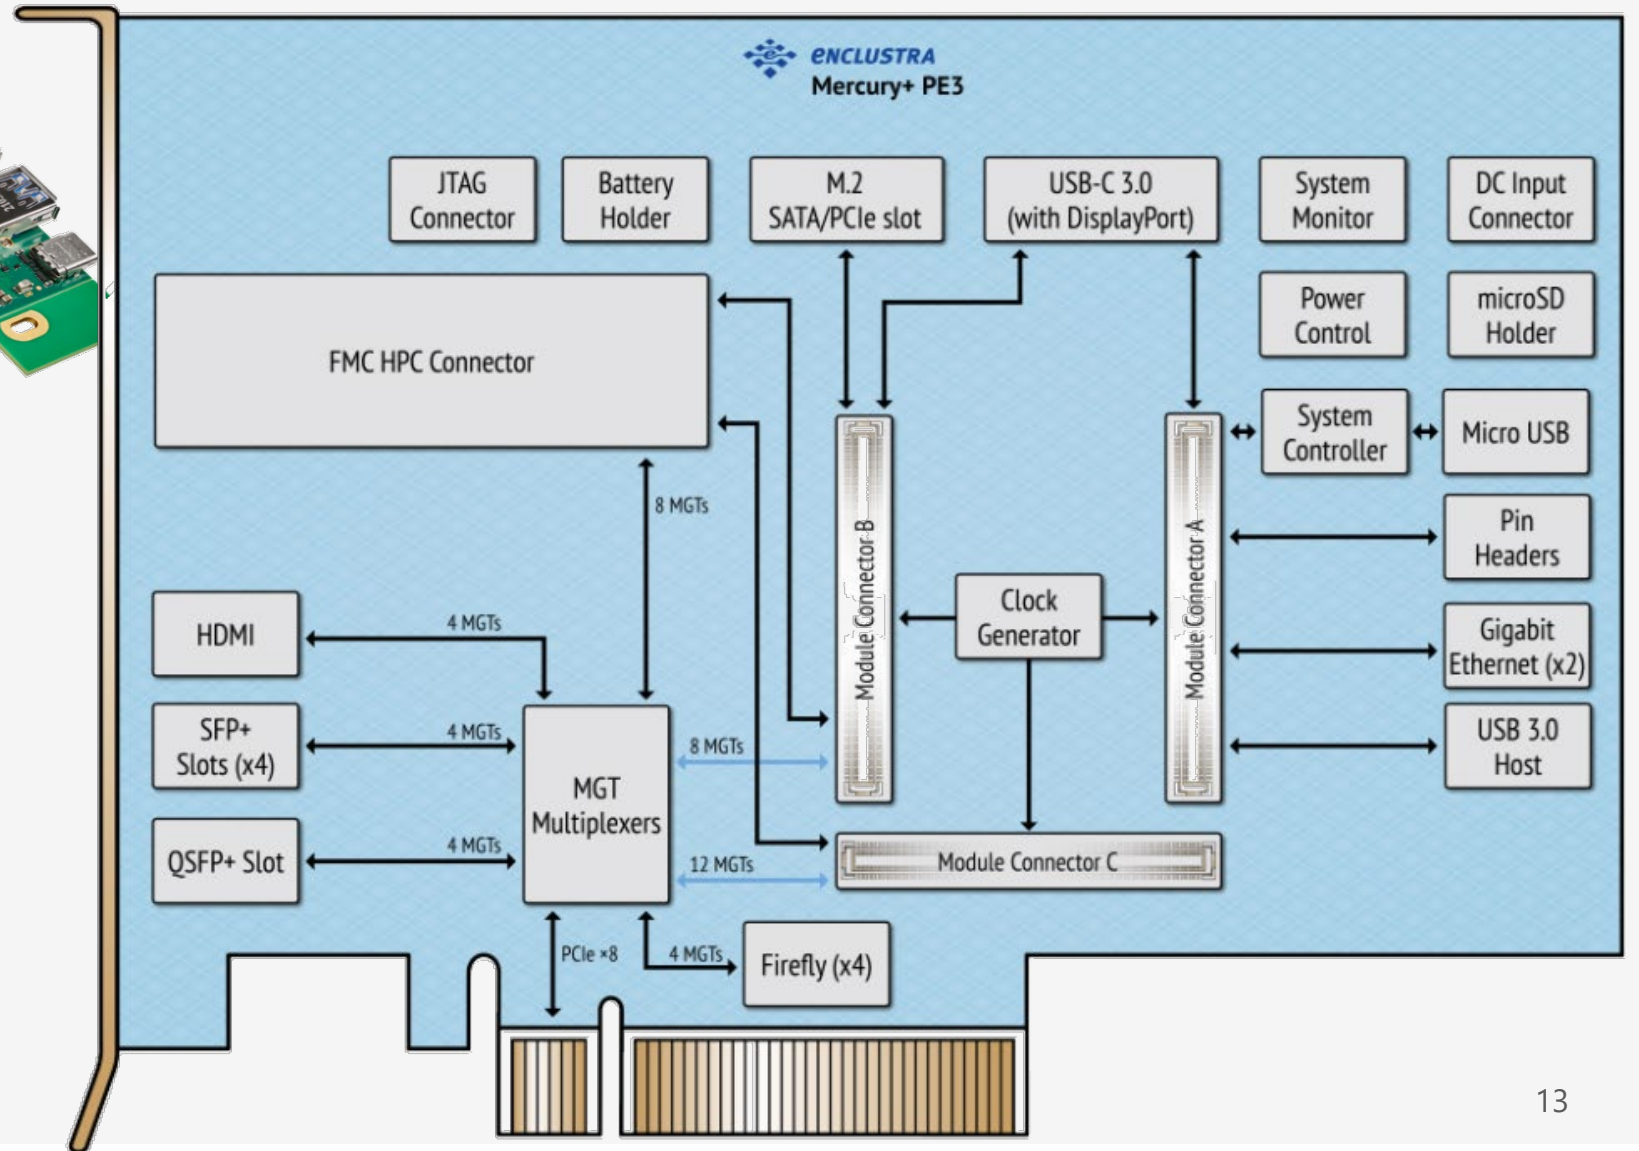 ENCLUSTRA
Mercury+ PE3
JTAG
Connector
Battery
Holder
M.2
SATA/PCIe slot
USB-C 3.0
(with DisplayPort)
System
Monitor
DC Input
Connector
FMC HPC Connector
Power
Control
microSD
Holder
System
Controller
Micro USB
8 MGTs
Pin
Headers
Module Connector B
Module Connector A
Clock
Generator
HDMI
4 MGTs
Gigabit
Ethernet (x2)
SFP+
Slots (x4)
4 MGTs
8 MGTs
USB 3.0
Host
MGT
Multiplexers
QSFP+ Slot
4 MGTs
12 MGTs
Module Connector C
PCIe ×8
4 MGTs
Firefly (x4)
13